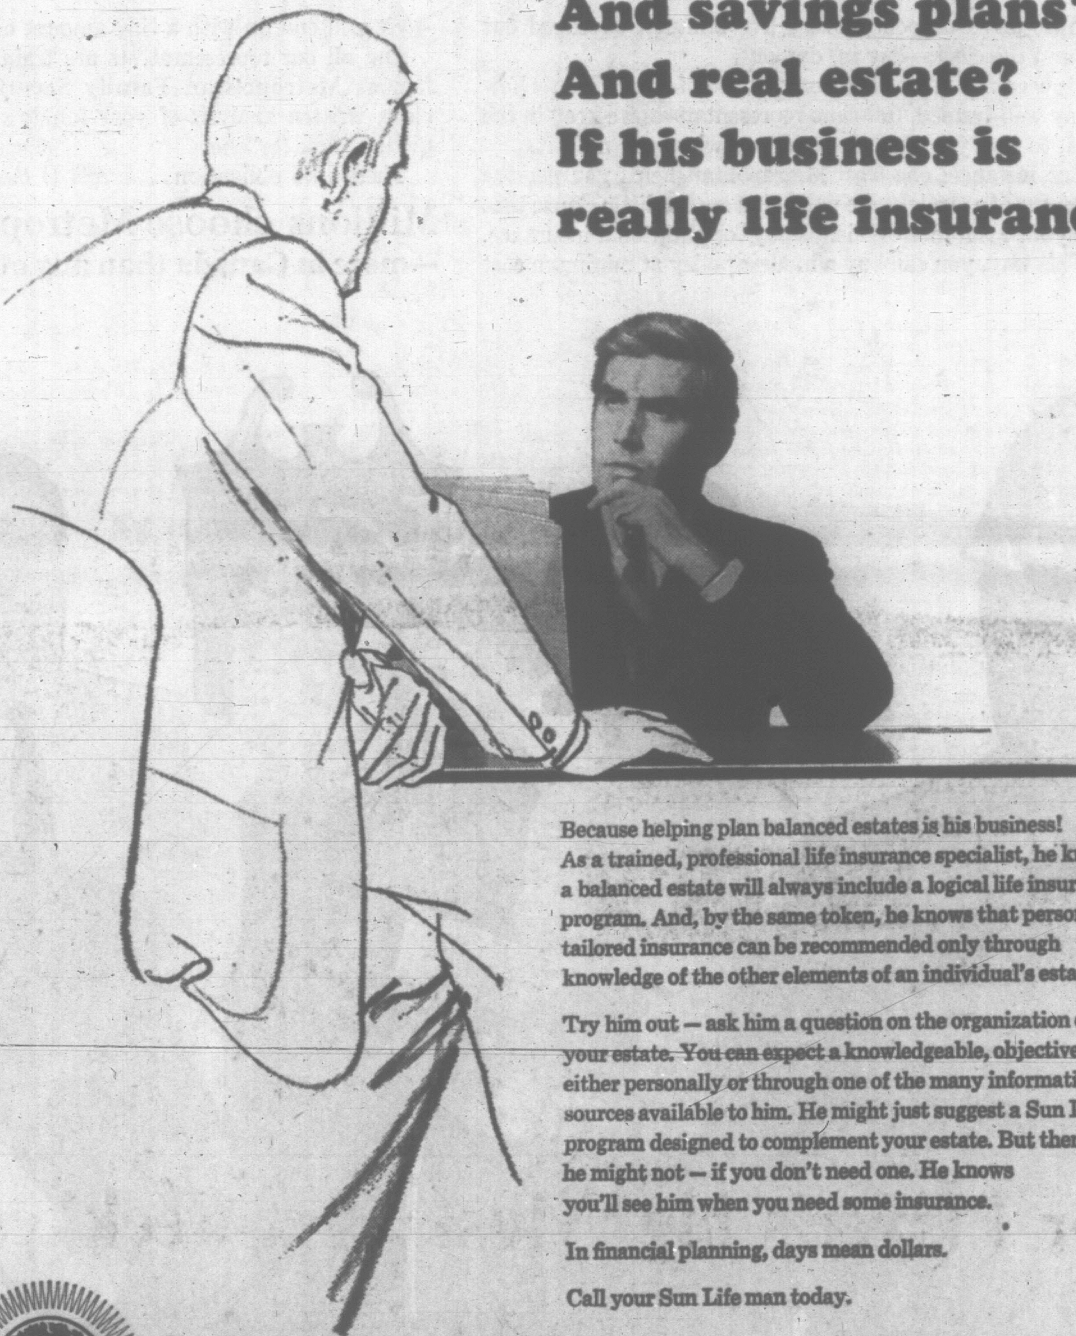 And savings plans?
And real estate?
If his business is
really life insuran
Because helping plan balanced estates is his business!
As a trained, professional life insurance specialist, he k
a balanced estate will always include a logical life insur
program. And, by the same token, he knows that perso
tailored insurance can be recommended only through
knowledge of the other elements of an individual's esta
Try him out — ask him a question on the organization
your estate. You can expect a knowledgeable, objective
either personally or through one of the many informati
sources available to him. He might just suggest a Sun
program designed to complement your estate. But then
he might not — if you don't need one. He knows
you'll see him when you need some insurance.
In financial planning, days mean dollars.
Call your Sun Life man today.